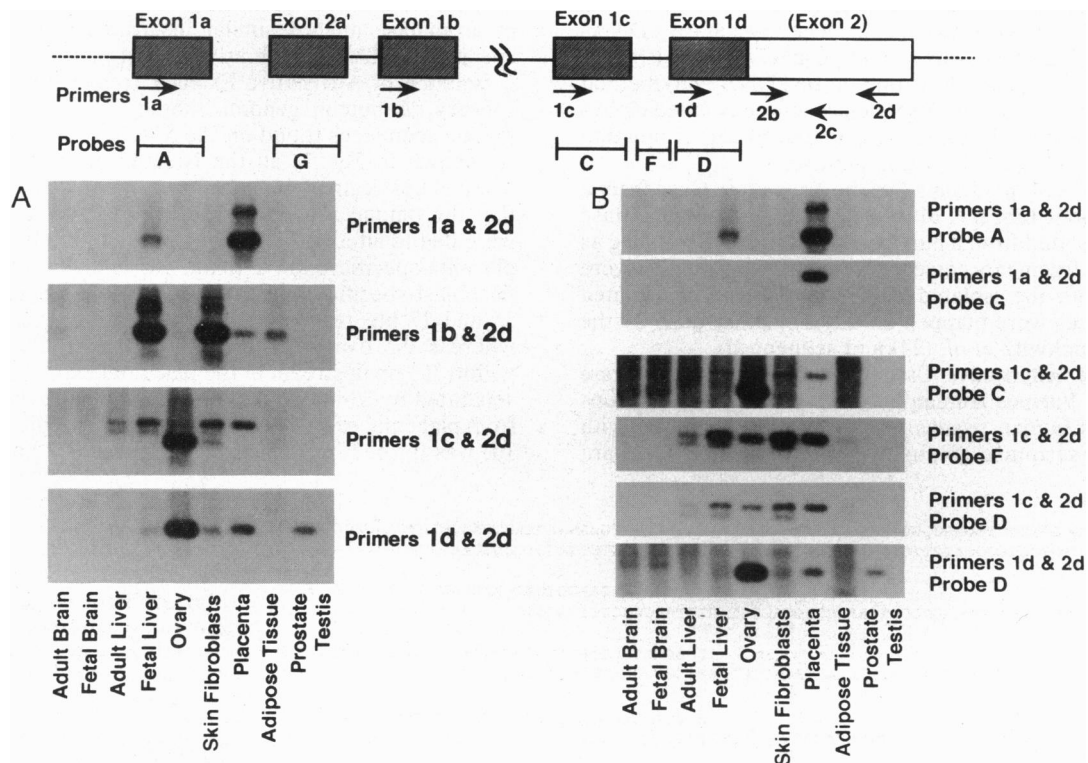 Exon 1a Exon 2a' Exon 1b Exon 1c Exon 1d (Exon 2)
Primers 1a 1b 1c 1d 2b 2c 2d
Probes A G C F D
A
Primers 1a & 2d
Primers 1b & 2d
Primers 1c & 2d
Primers 1d & 2d
Adult Brain
Fetal Brain
Adult Liver
Fetal Liver
Ovary
Skin Fibroblasts
Placenta
Adipose Tissue
Prostate
Testis
B
Primers 1a & 2d
Probe A
Primers 1a & 2d
Probe G
Primers 1c & 2d
Probe C
Primers 1c & 2d
Probe F
Primers 1c & 2d
Probe D
Primers 1d & 2d
Probe D
Adult Brain
Fetal Brain
Adult Liver
Fetal Liver
Ovary
Skin Fibroblasts
Placenta
Adipose Tissue
Prostate
Testis